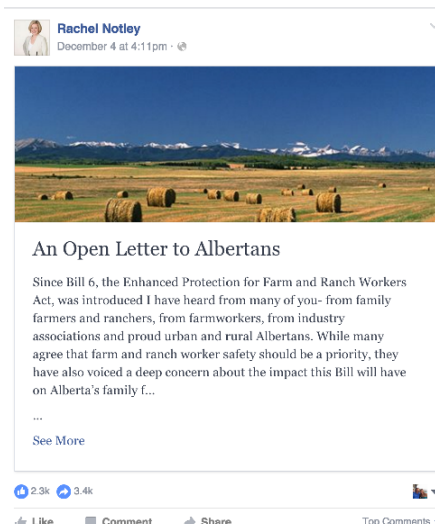 Rachel Notley
December 4 at 4:11pm ·
An Open Letter to Albertans
Since Bill 6, the Enhanced Protection for Farm and Ranch Workers
Act, was introduced I have heard from many of you- from family
farmers and ranchers, from farmworkers, from industry
associations and proud urban and rural Albertans. While many
agree that farm and ranch worker safety should be a priority, they
have also voiced a deep concern about the impact this Bill will have
on Alberta's family f...
...
See More
2.3k 3.4k
Like Comment Share Top Comments